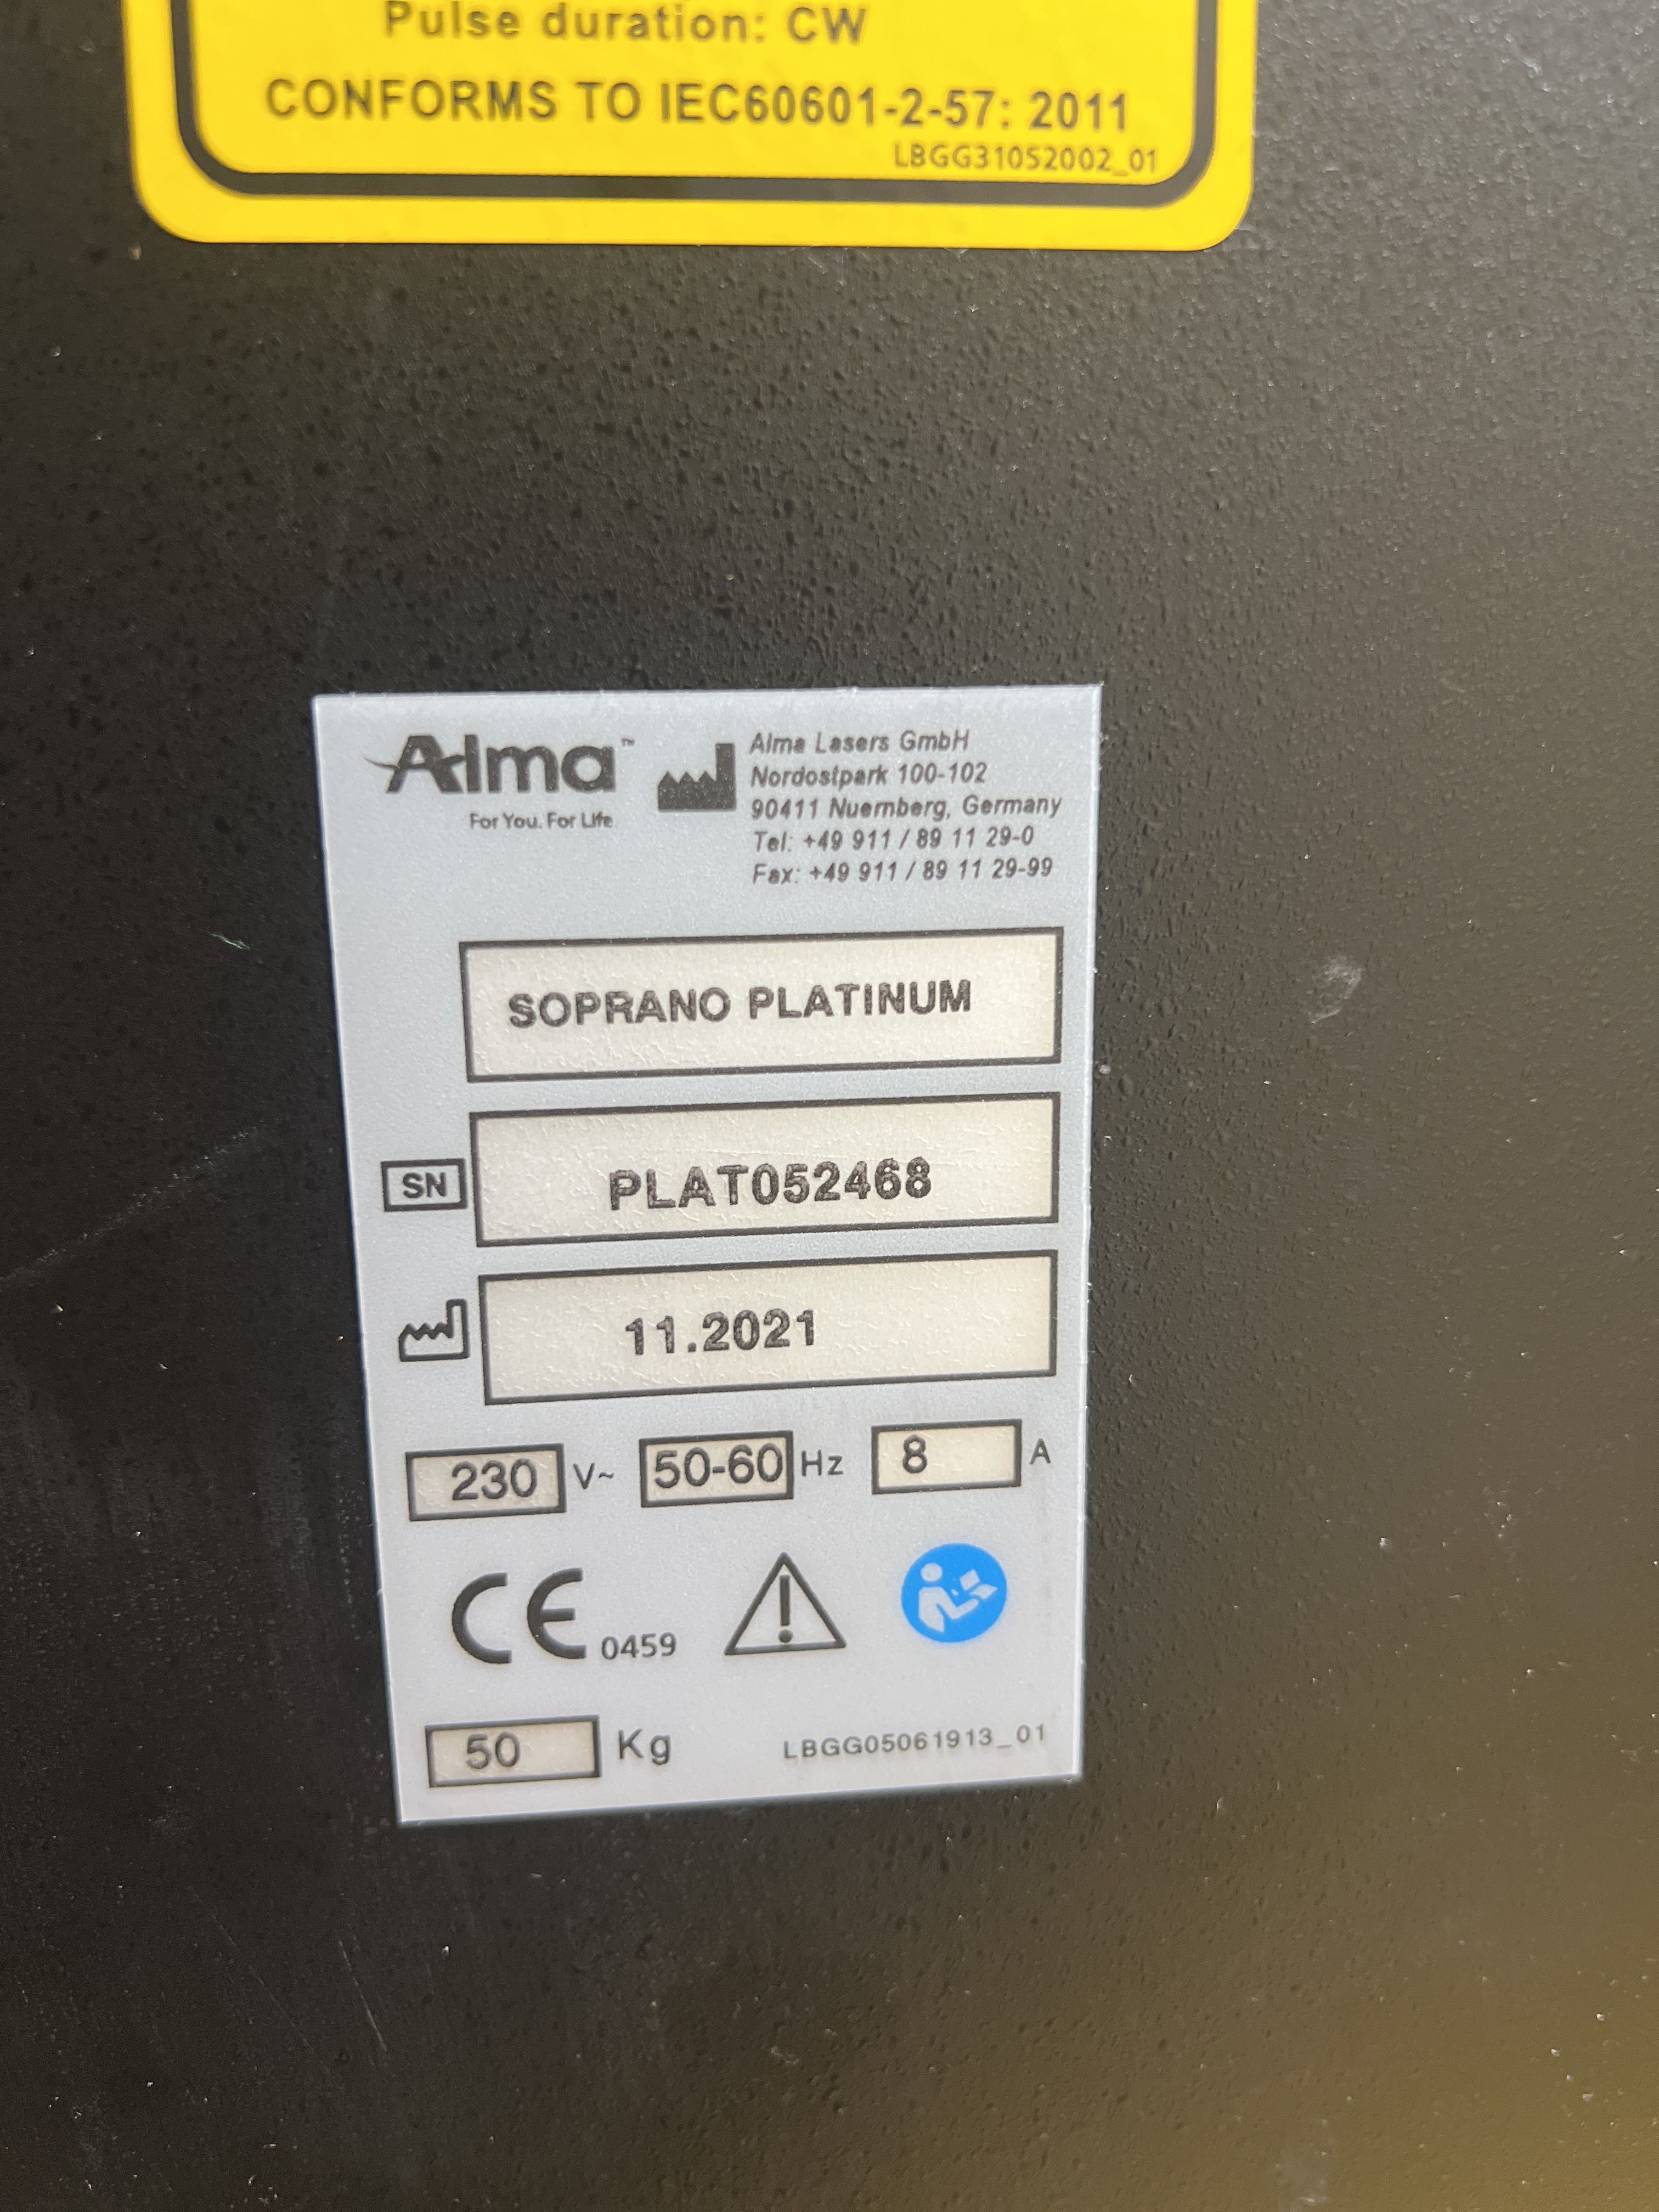 Pulse duration: CW
CONFORMS TO IEC60601-2-57: 2011
LBGG31052002_01
Alma™
For You. For Life.
Alma Lasers GmbH
Nordostpark 100-102
90411 Nuernberg, Germany
Tel: +49 911 / 89 11 29-0
Fax: +49 911 / 89 11 29-99
SOPRANO PLATINUM
SN PLAT052468
11.2021
230 V~ 50-60 Hz 8 A
CE 0459
50 Kg LBGG05061913_01